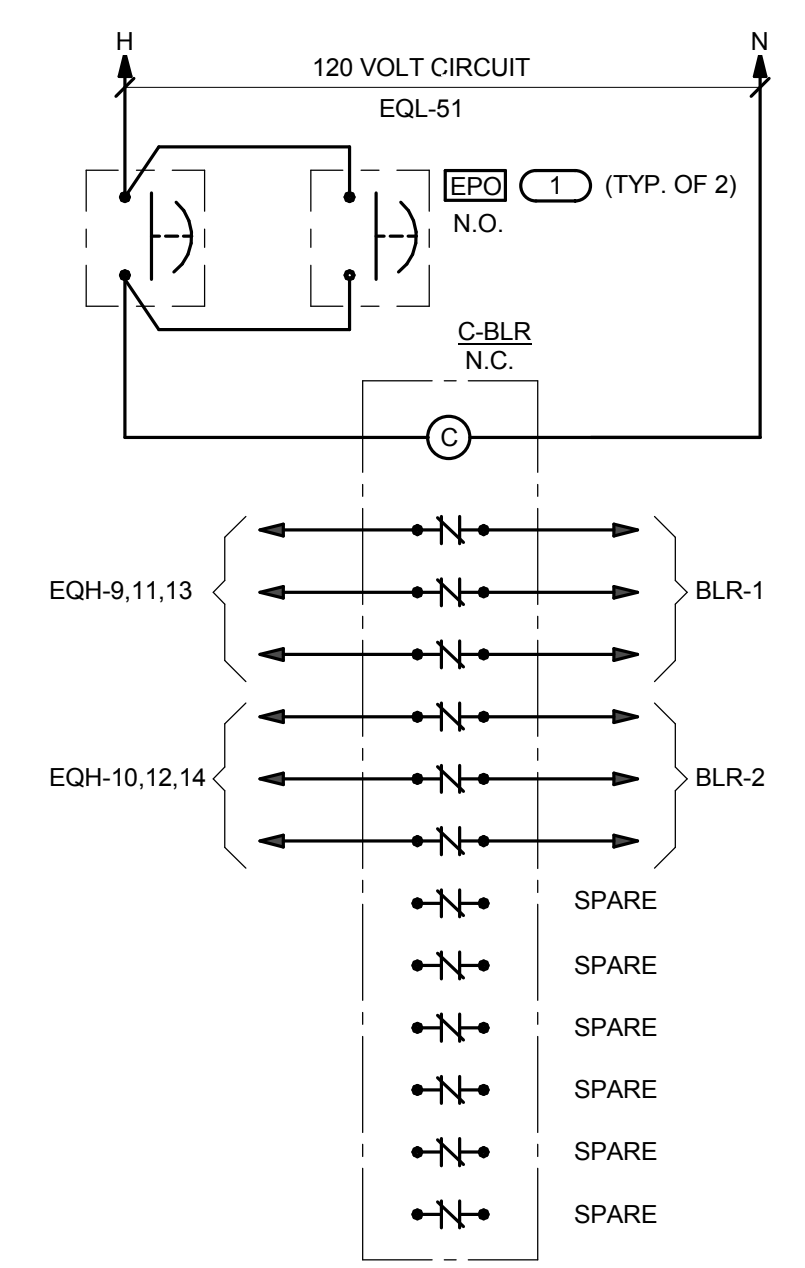 H
N
120 VOLT CIRCUIT
EQL-51
EPO 1 (TYP. OF 2)
N.O.
C-BLR
N.C.
C
EQH-9,11,13
BLR-1
EQH-10,12,14
BLR-2
SPARE
SPARE
SPARE
SPARE
SPARE
SPARE